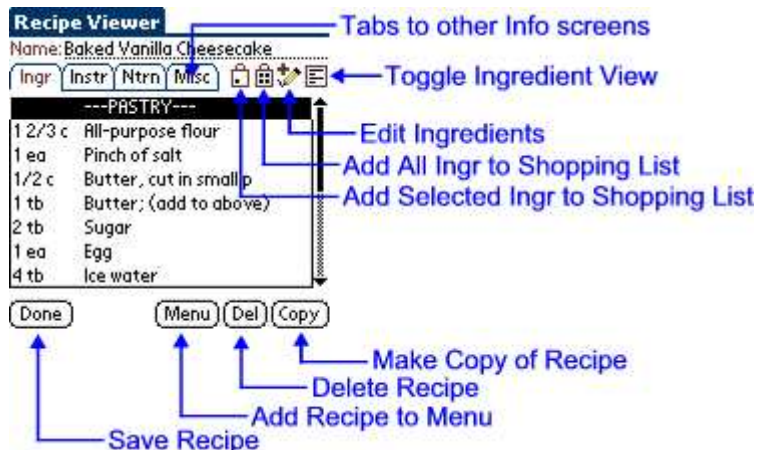 Recipe Viewer
Tabs to other Info screens
Name: Baked Vanilla Cheesecake
Ingr Instr Ntrn Misc
Toggle Ingredient View
---PASTRY---
1 2/3 c All-purpose flour
Edit Ingredients
1 ea Pinch of salt
Add All Ingr to Shopping List
1/2 c Butter, cut in small p
Add Selected Ingr to Shopping List
1 tb Butter; (add to above)
2 tb Sugar
1 ea Egg
4 tb Ice water
Done Menu Del Copy
Make Copy of Recipe
Delete Recipe
Add Recipe to Menu
Save Recipe